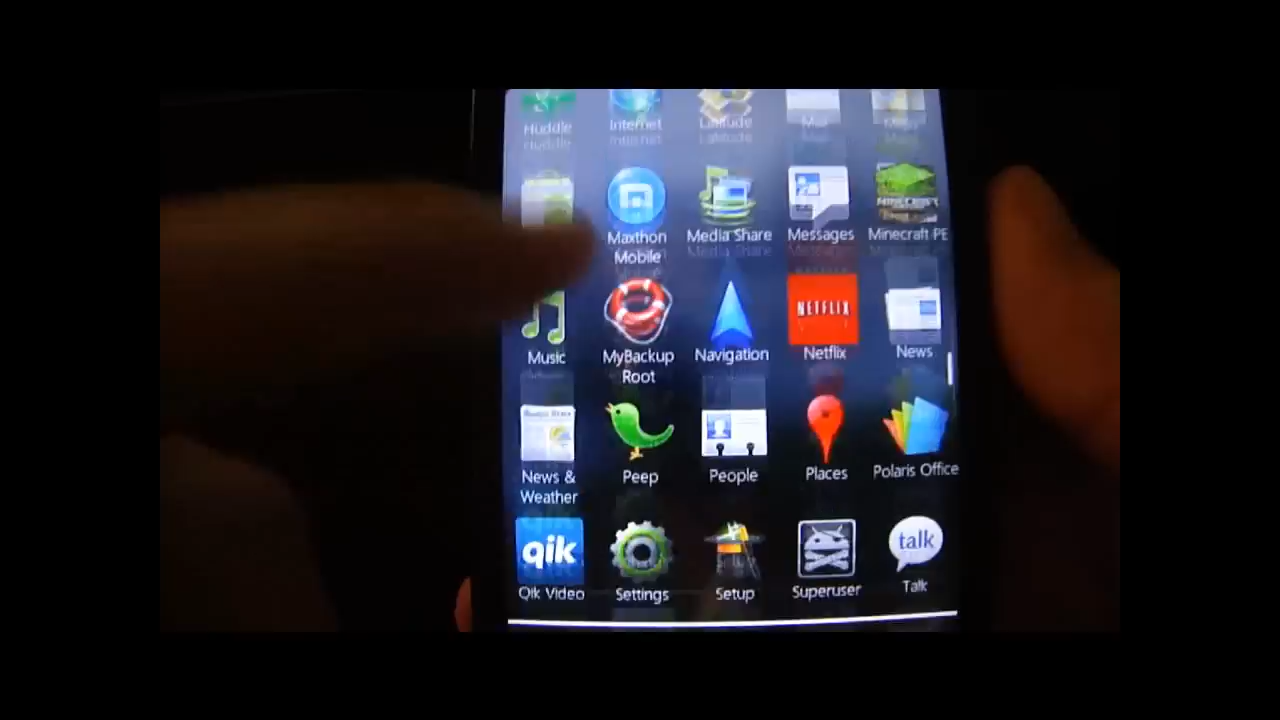 Huddle
Internet
Latitude
Maxthon
Mobile
Media Share
Messages
Minecraft PE
NETFLIX
Music
MyBackup
Root
Navigation
Netflix
News
News &
Weather
Peep
People
Places
Polaris Office
qik
talk
Qik Video
Settings
Setup
Superuser
Talk